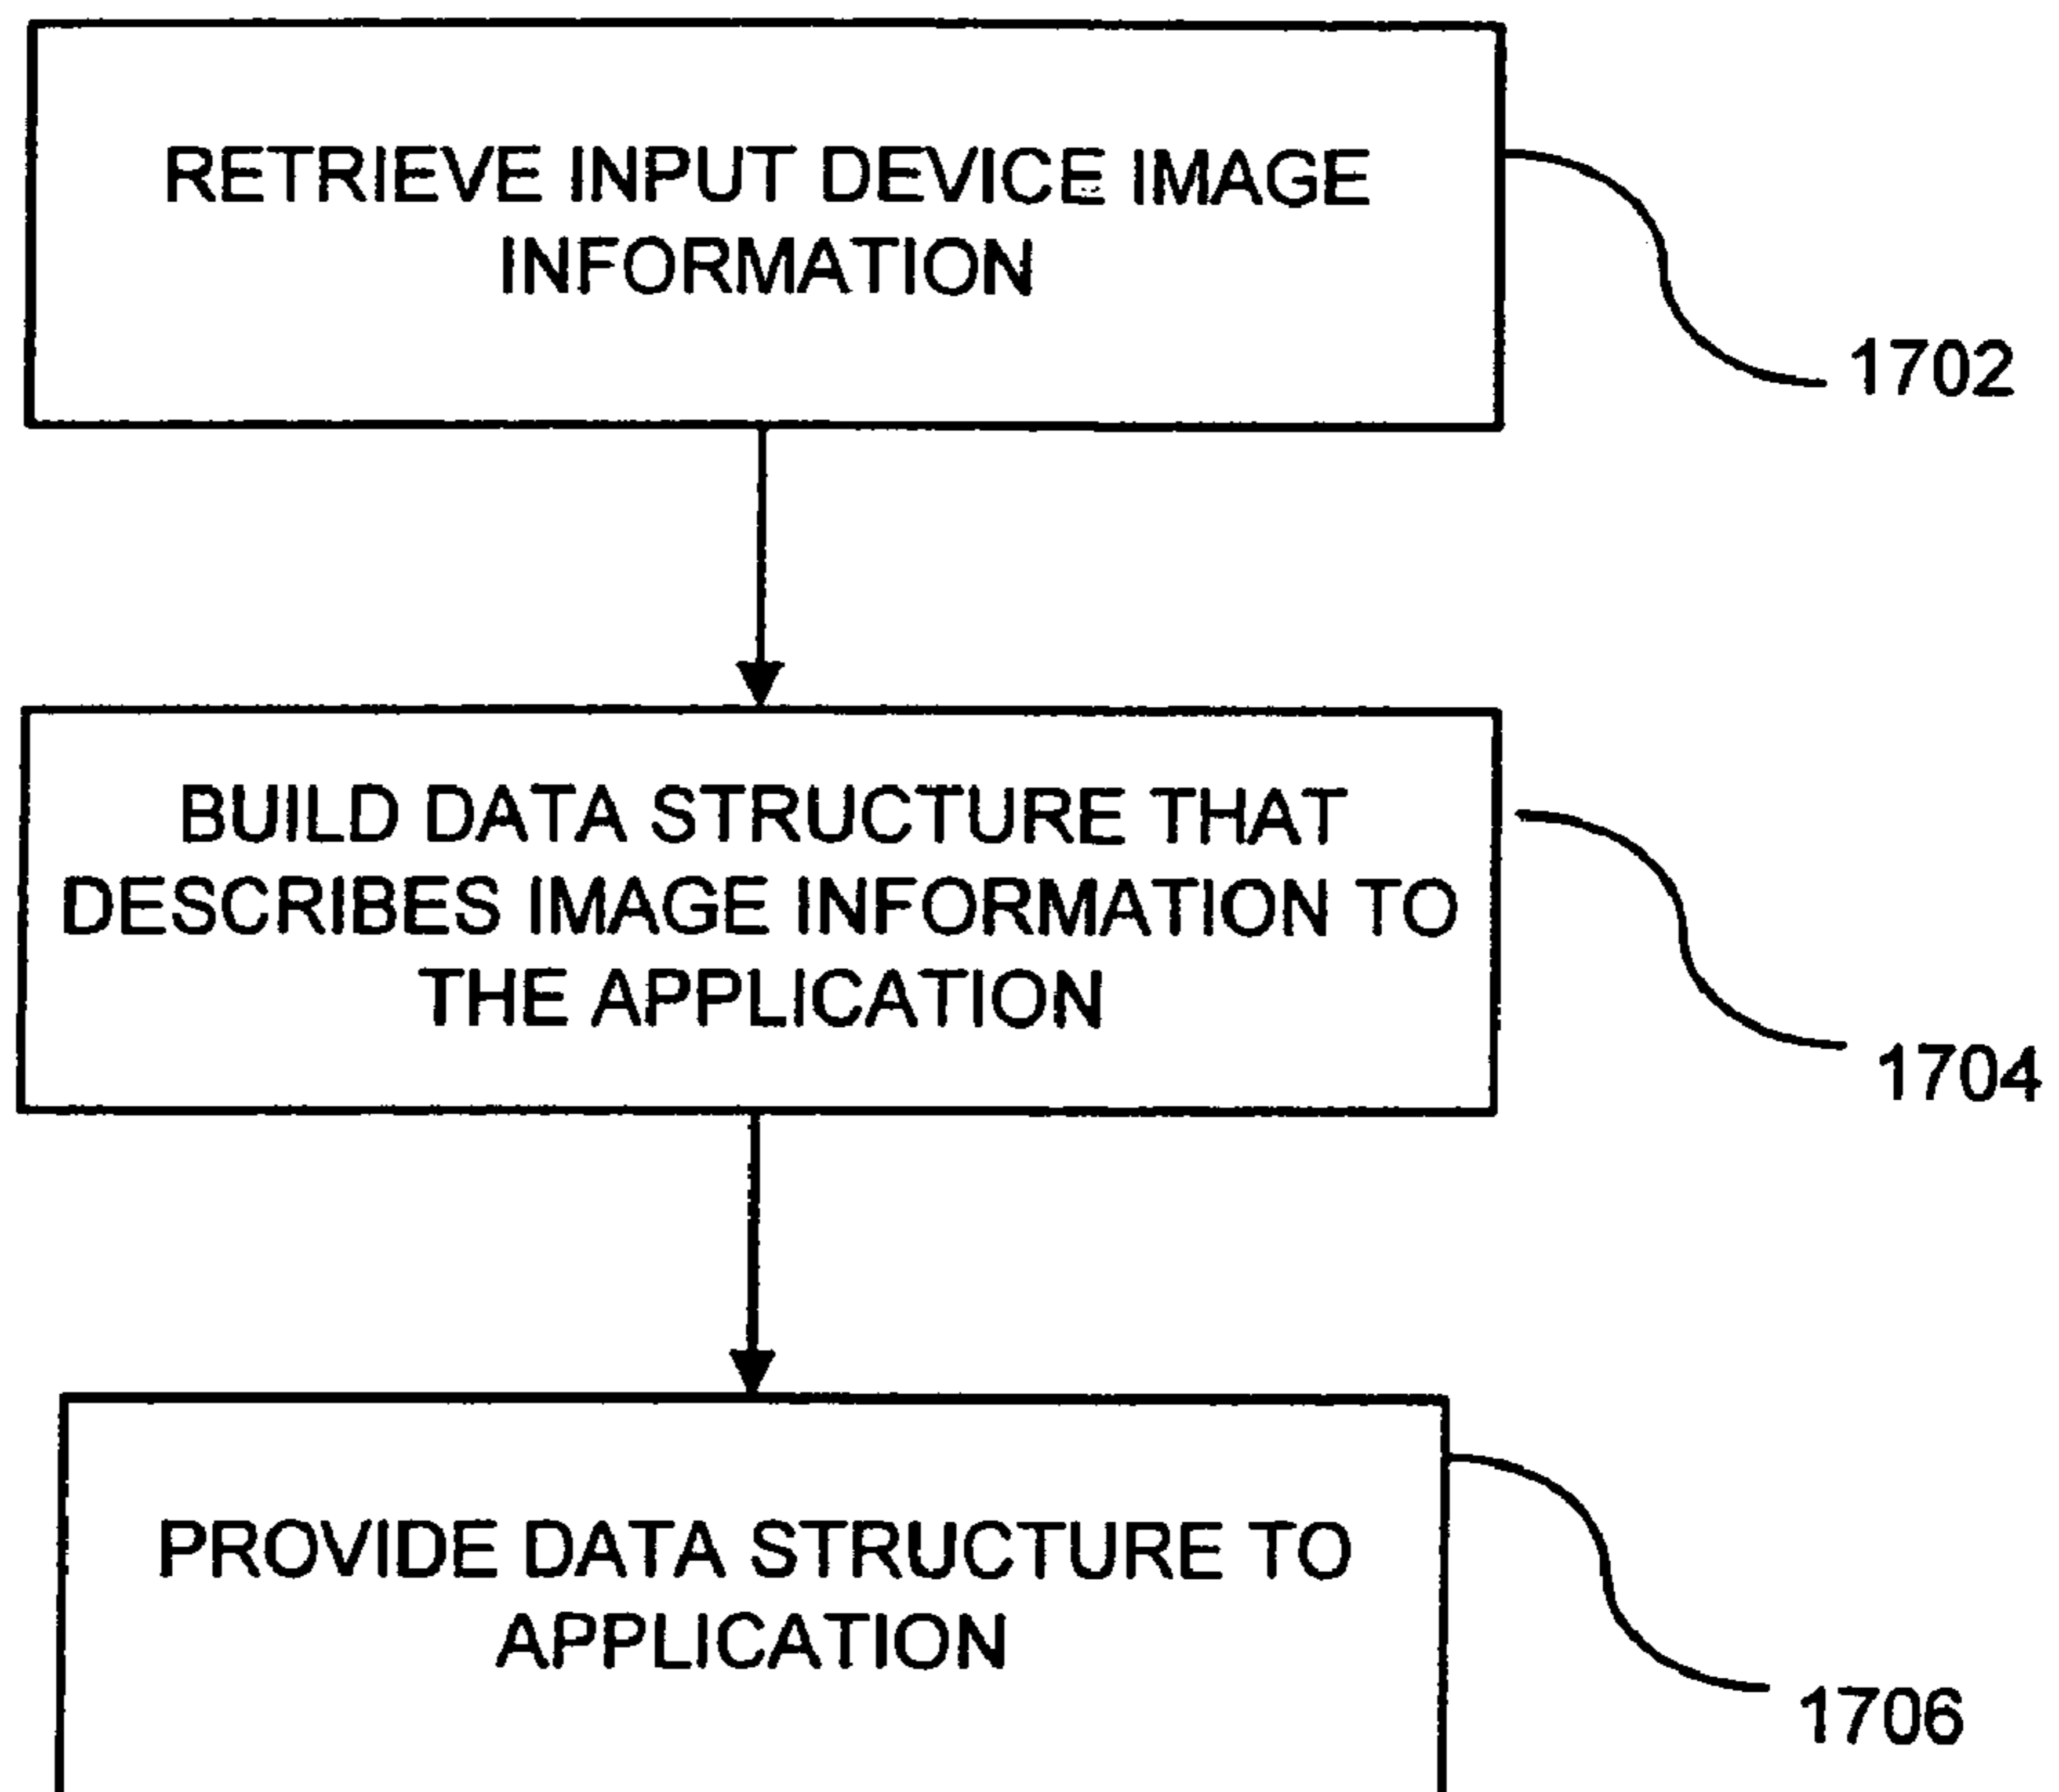 RETRIEVE INPUT DEVICE IMAGE
INFORMATION
1702
BUILD DATA STRUCTURE THAT
DESCRIBES IMAGE INFORMATION TO
THE APPLICATION
1704
PROVIDE DATA STRUCTURE TO
APPLICATION
1706